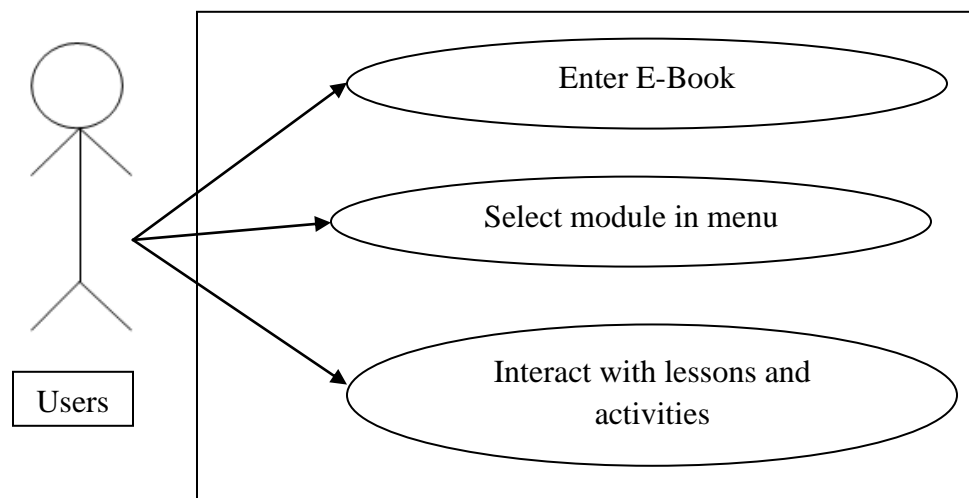 Enter E-Book
Select module in menu
Interact with lessons and
activities
Users